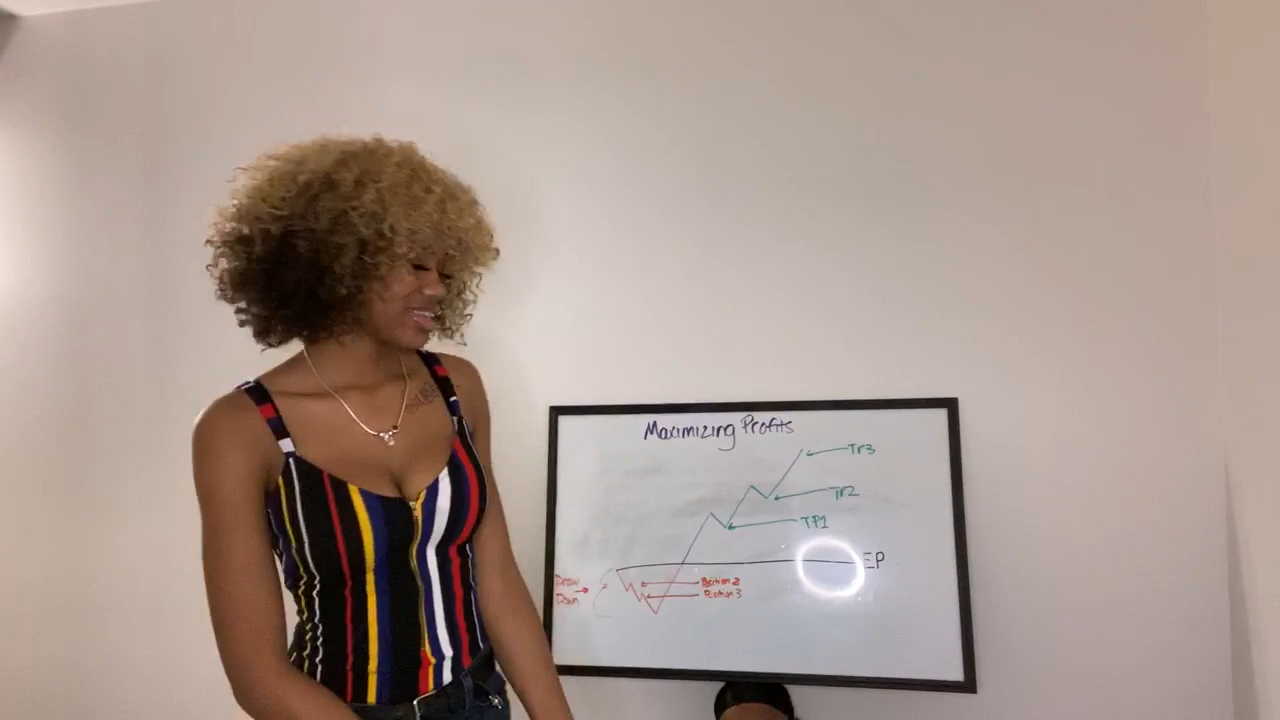 Maximizing Profits
TP3
TP2
TP1
EP
Draw
Down
Position 2
Position 3